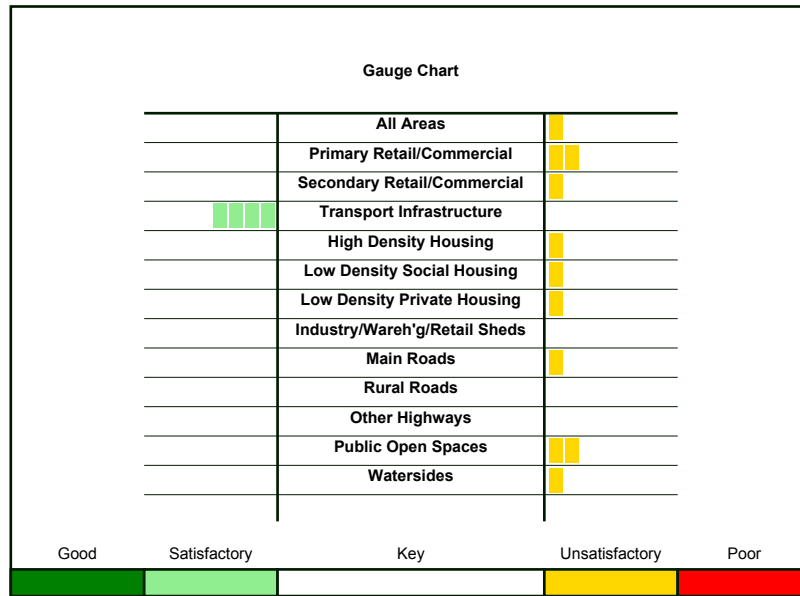 Gauge Chart
All Areas
Primary Retail/Commercial
Secondary Retail/Commercial
Transport Infrastructure
High Density Housing
Low Density Social Housing
Low Density Private Housing
Industry/Wareh'g/Retail Sheds
Main Roads
Rural Roads
Other Highways
Public Open Spaces
Watersides
Good Satisfactory Key Unsatisfactory Poor